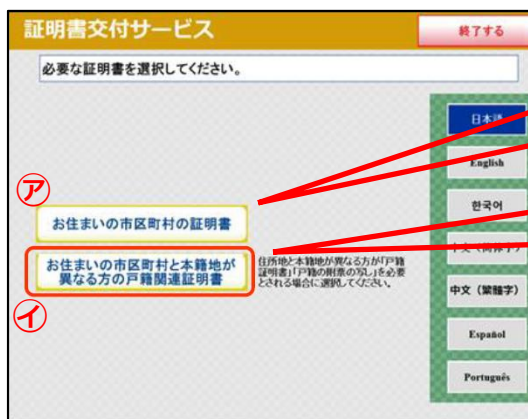 証明書交付サービス
終了する
必要な証明書を選択してください。
日本語
English
한국어
中文（簡体字）
中文（繁體字）
Español
Português
ア
お住まいの市区町村の証明書
お住まいの市区町村と本籍地が
異なる方の戸籍関連証明書
イ
住所地と本籍地が異なる方が「戸籍
証明書」「戸籍の附票の写し」を必要
とされる場合に選択してください。